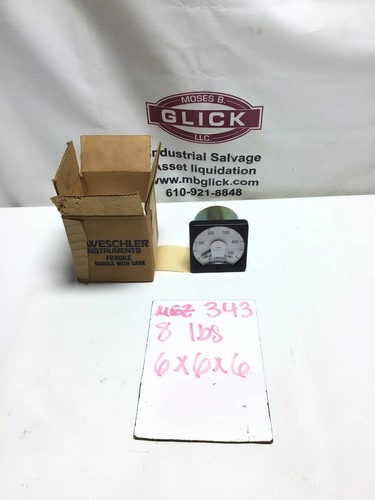 MOSES B.
GLICK
LLC.
Industrial Salvage
Asset liquidation
www.mbglick.com
610-921-8848
WESCHLER
INSTRUMENTS
FRAGILE
HANDLE WITH CARE
MEZ 343
8 lbs
6x6x6